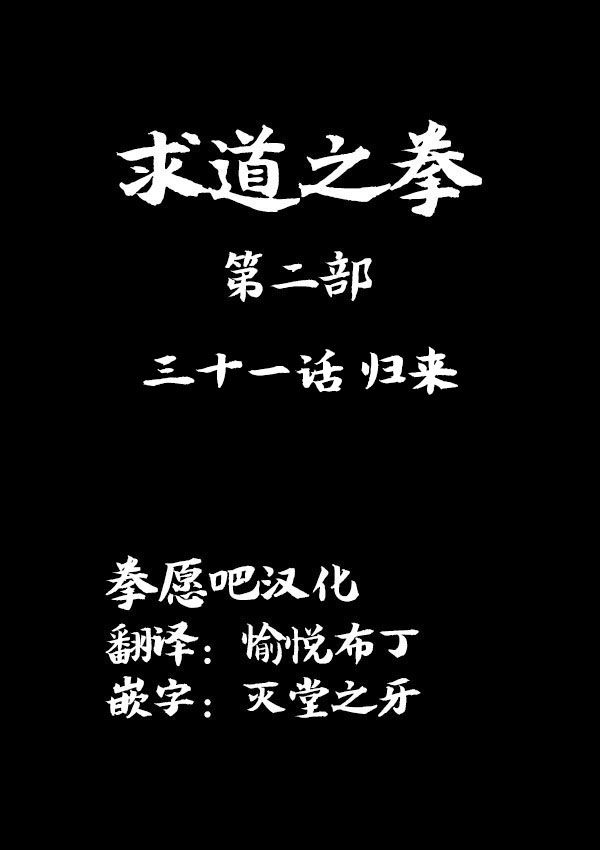 求道之拳
第二部
三十一话 归来
拳愿吧汉化
翻译：愉悦布丁
嵌字：灭堂之牙